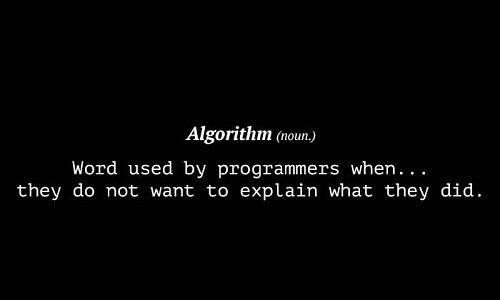 Algorithm (noun.)
Word used by programmers when...
they do not want to explain what they did.